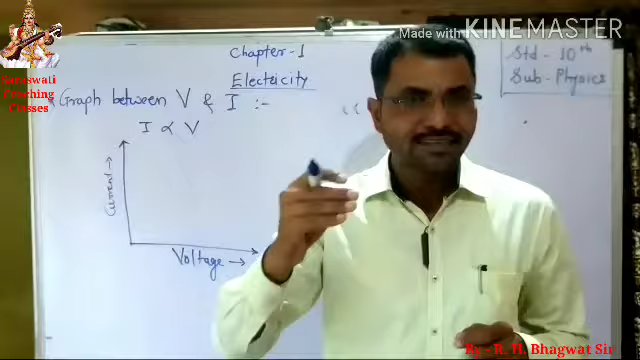 Made with KINEMASTER
Saraswati
Coaching
Classes
Chapter-1
Electricity
Std - 10th
Sub - Physics
Graph between V & I :-
I ∝ V
Current →
Voltage →
By - R. H. Bhagwat Sir